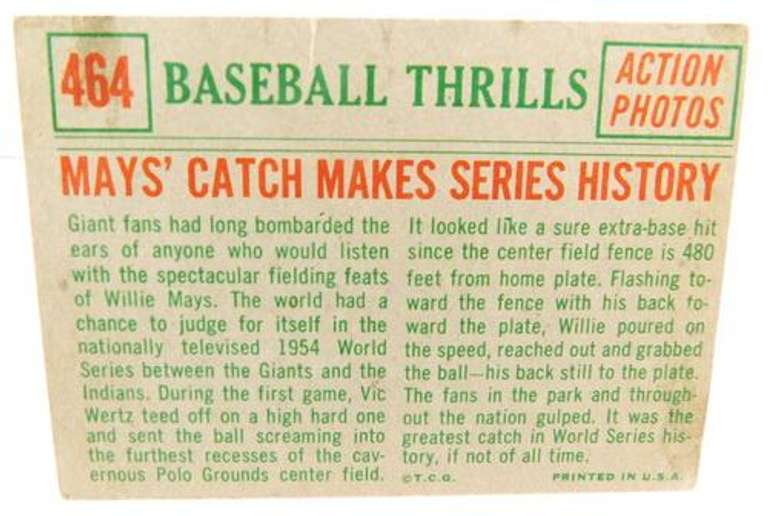 464
BASEBALL THRILLS
ACTION
PHOTOS
MAYS' CATCH MAKES SERIES HISTORY
Giant fans had long bombarded the
ears of anyone who would listen
with the spectacular fielding feats
of Willie Mays. The world had a
chance to judge for itself in the
nationally televised 1954 World
Series between the Giants and the
Indians. During the first game, Vic
Wertz teed off on a high hard one
and sent the ball screaming into
the furthest recesses of the cav-
ernous Polo Grounds center field.
It looked like a sure extra-base hit
since the center field fence is 480
feet from home plate. Flashing to-
ward the fence with his back to-
ward the plate, Willie poured on
the speed, reached out and grabbed
the ball—his back still to the plate.
The fans in the park and through-
out the nation gulped. It was the
greatest catch in World Series his-
tory, if not of all time.
©T.C.G. PRINTED IN U.S.A.